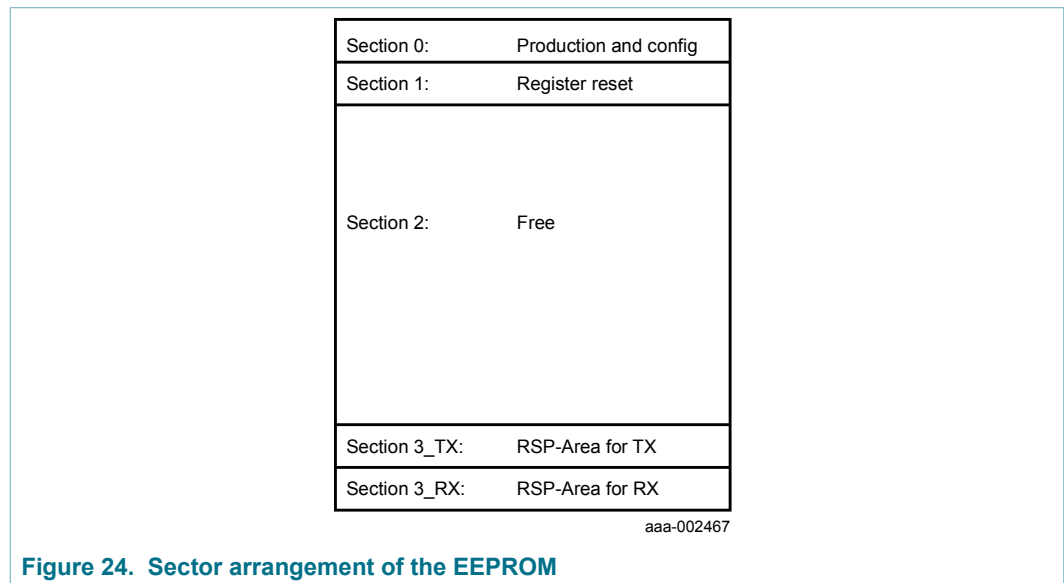 Section 0: Production and config
Section 1: Register reset
Section 2: Free
Section 3_TX: RSP-Area for TX
Section 3_RX: RSP-Area for RX
aaa-002467
Figure 24. Sector arrangement of the EEPROM